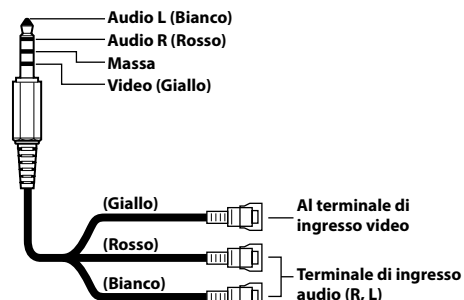 Audio L (Bianco)
Audio R (Rosso)
Massa
Video (Giallo)
(Giallo)
Al terminale di
ingresso video
(Rosso)
(Bianco)
Terminale di ingresso
audio (R, L)